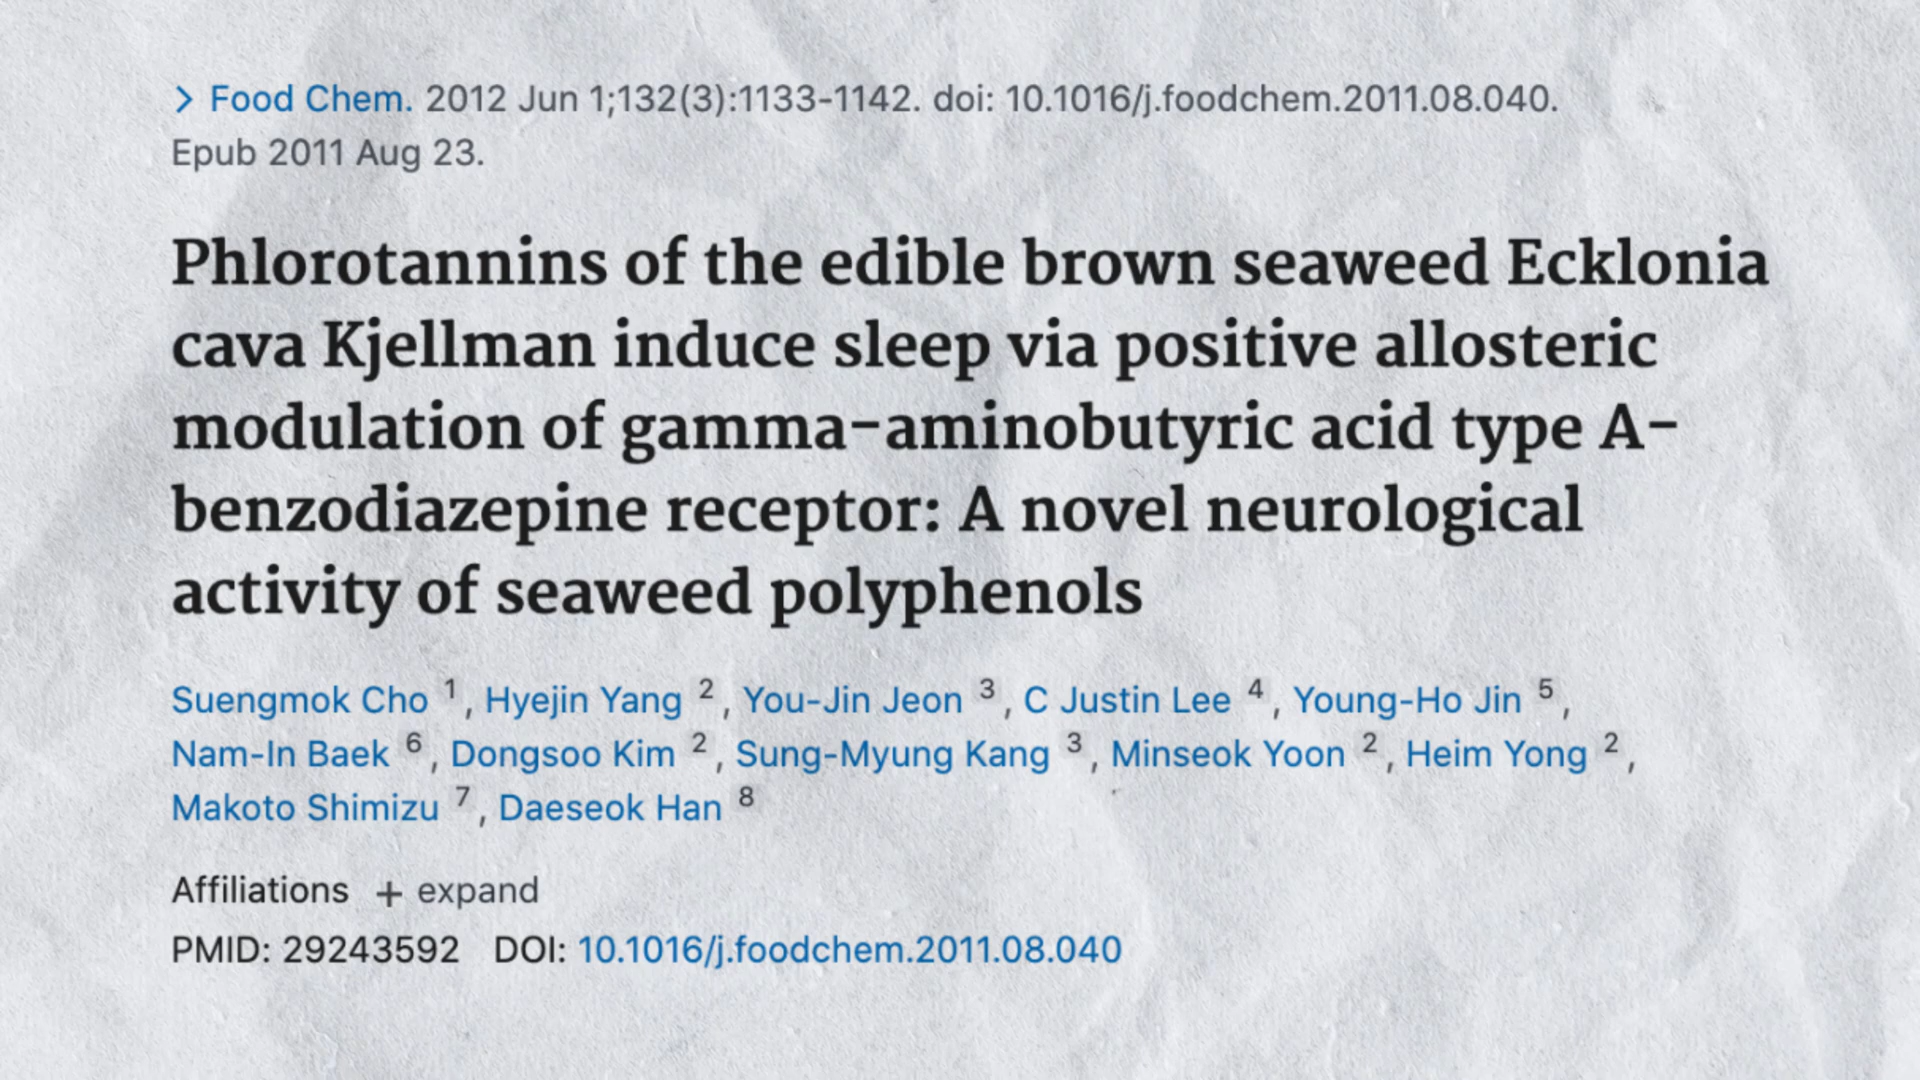 > Food Chem. 2012 Jun 1;132(3):1133-1142. doi: 10.1016/j.foodchem.2011.08.040.
Epub 2011 Aug 23.
Phlorotannins of the edible brown seaweed Ecklonia
cava Kjellman induce sleep via positive allosteric
modulation of gamma-aminobutyric acid type A-
benzodiazepine receptor: A novel neurological
activity of seaweed polyphenols
Suengmok Cho 1, Hyejin Yang 2, You-Jin Jeon 3, C Justin Lee 4, Young-Ho Jin 5,
Nam-In Baek 6, Dongsoo Kim 2, Sung-Myung Kang 3, Minseok Yoon 2, Heim Yong 2,
Makoto Shimizu 7, Daeseok Han 8
Affiliations + expand
PMID: 29243592 DOI: 10.1016/j.foodchem.2011.08.040